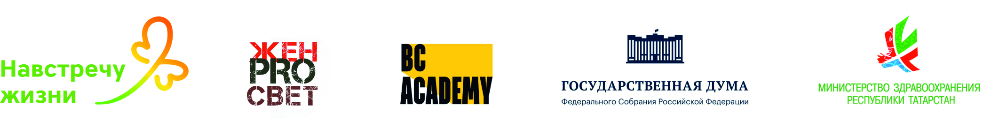 Навстречу
жизни
ЖЕН
PRO
СВЕТ
BC
ACADEMY
ГОСУДАРСТВЕННАЯ ДУМА
Федерального Собрания Российской Федерации
МИНИСТЕРСТВО ЗДРАВООХРАНЕНИЯ
РЕСПУБЛИКИ ТАТАРСТАН